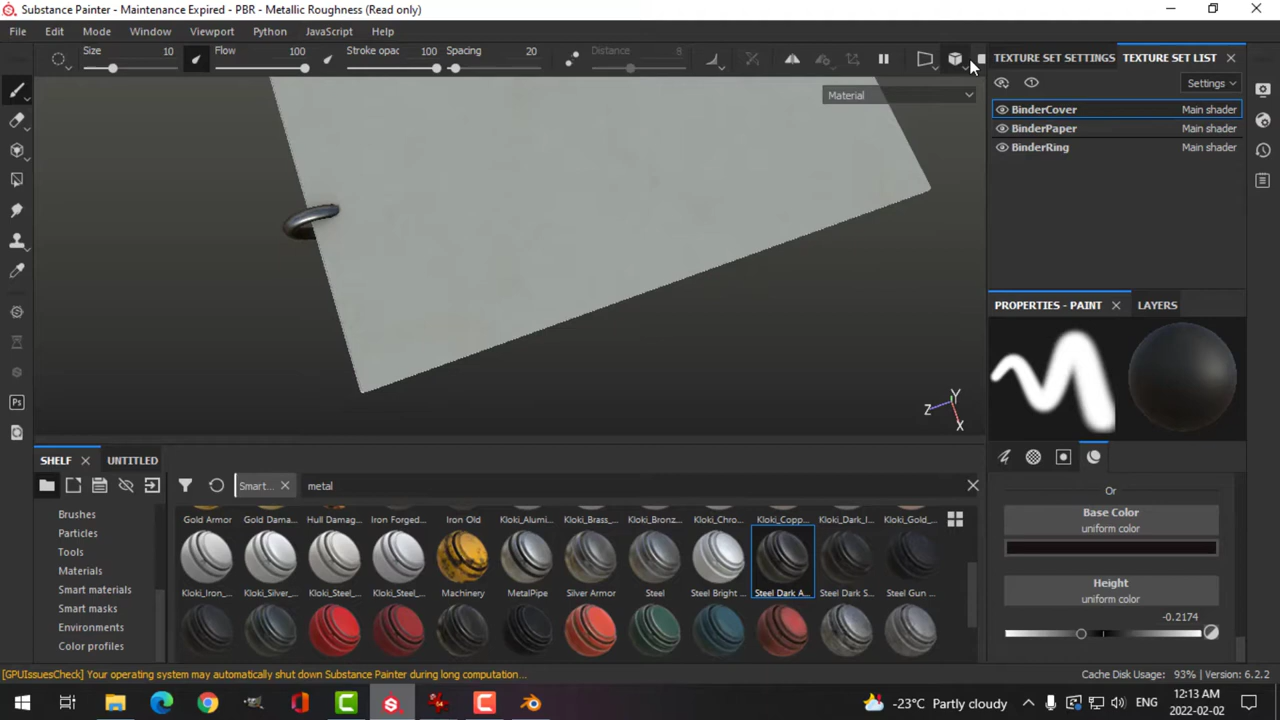 Substance Painter - Maintenance Expired - PBR - Metallic Roughness (Read only)
File Edit Mode Window Viewport Python JavaScript Help
Size 10 Flow 100 Stroke opac 100 Spacing 20 Distance 8
TEXTURE SET SETTINGS TEXTURE SET LIST
Material
Settings
BinderCover Main shader
BinderPaper Main shader
BinderRing Main shader
PROPERTIES - PAINT LAYERS
Y
Z
X
SHELF UNTITLED
Smart... metal
Brushes
Particles
Tools
Materials
Smart materials
Smart masks
Environments
Color profiles
Gold Armor Gold Dama... Hull Damag... Iron Forged... Iron Old Kloki_Alumi... Kloki_Brass_... Kloki_Bronz... Kloki_Chro... Kloki_Copp... Kloki_Dark_I... Kloki_Gold_...
Kloki_Iron_... Kloki_Silver_... Kloki_Steel_... Kloki_Steel_... Machinery MetalPipe Silver Armor Steel Steel Bright ... Steel Dark A... Steel Dark S... Steel Gun ...
Or
Base Color
uniform color
Height
uniform color
-0.2174
[GPUIssuesCheck] Your operating system may automatically shut down Substance Painter during long computation...
Cache Disk Usage: 93% | Version: 6.2.2
Ps
-23°C Partly cloudy
ENG
12:13 AM
2022-02-02